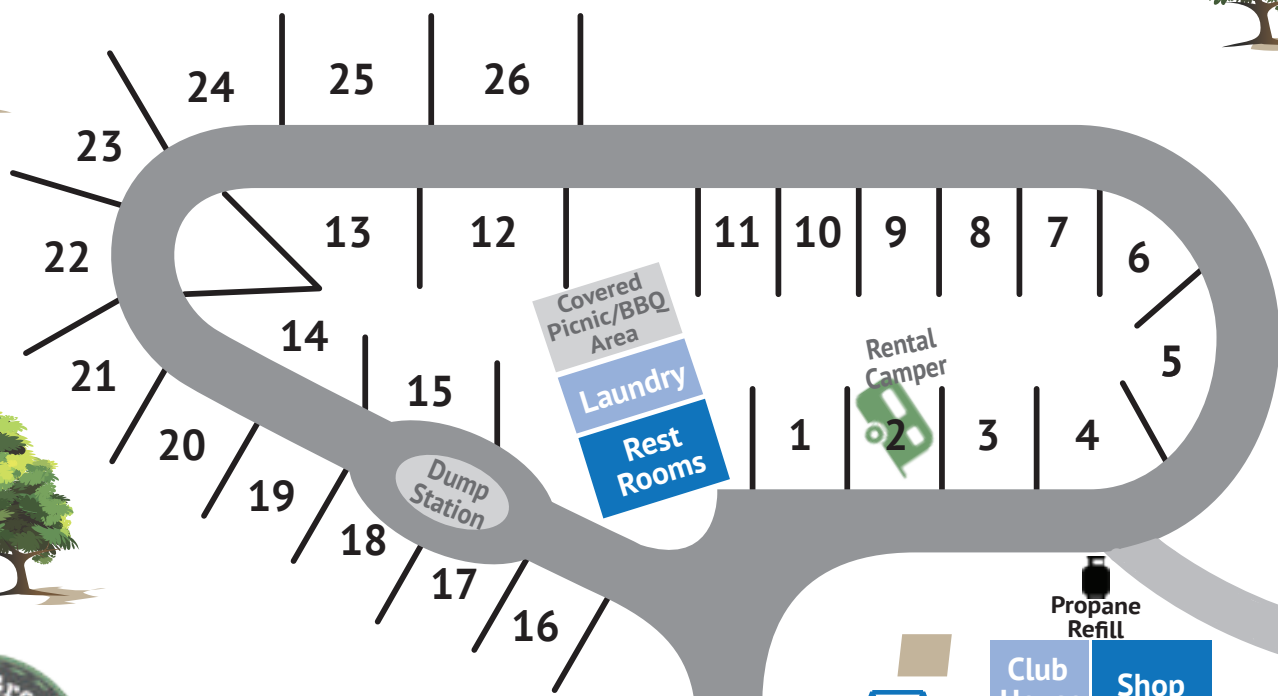 24
25
26
23
13
12
11
10
9
8
7
6
22
Covered
Picnic/BBQ
Area
14
Rental
Camper
5
21
15
Laundry
20
1
2
3
4
Rest
Rooms
Dump
Station
19
18
17
16
Propane
Refill
Club
Shop